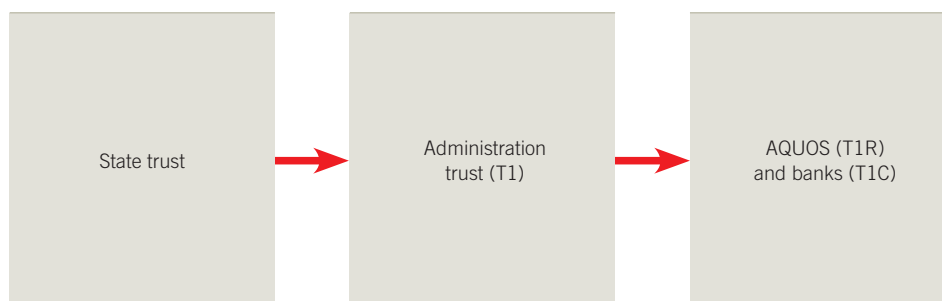 State trust
Administration
trust (T1)
AQUOS (T1R)
and banks (T1C)